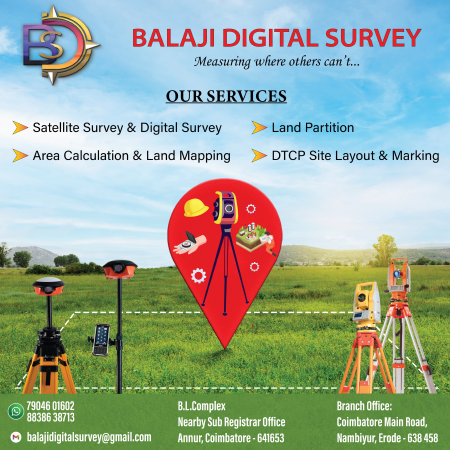 BSD
BALAJI DIGITAL SURVEY
Measuring where others can't...
OUR SERVICES
Satellite Survey & Digital Survey
Land Partition
Area Calculation & Land Mapping
DTCP Site Layout & Marking
79046 01602
88386 38713
balajidigitalsurvey@gmail.com
B.L.Complex
Nearby Sub Registrar Office
Annur, Coimbatore - 641653
Branch Office:
Coimbatore Main Road,
Nambiyur, Erode - 638 458